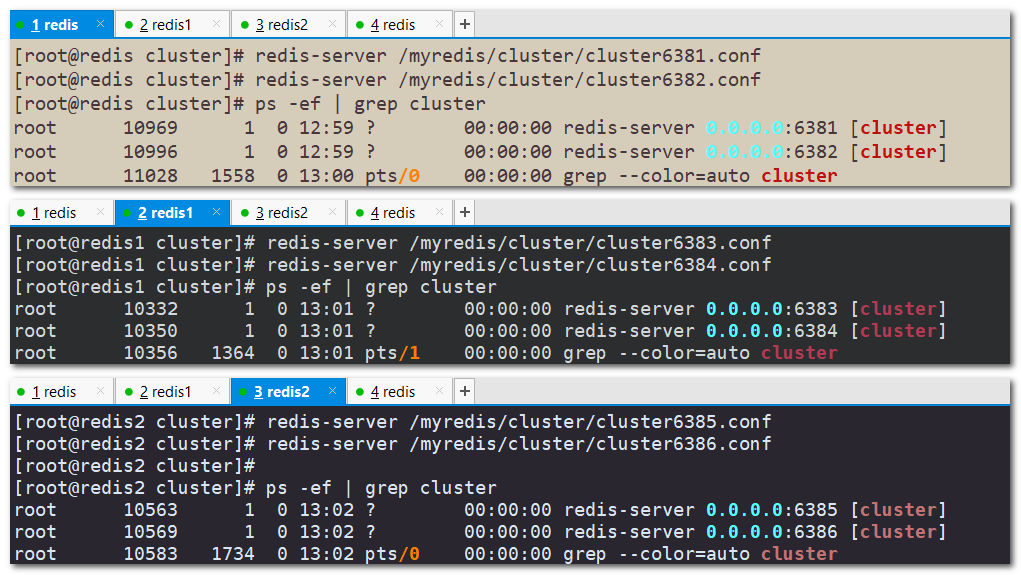 1 redis × 2 redis1 × 3 redis2 × 4 redis × +
[root@redis cluster]# redis-server /myredis/cluster/cluster6381.conf
[root@redis cluster]# redis-server /myredis/cluster/cluster6382.conf
[root@redis cluster]# ps -ef | grep cluster
root      10969      1  0 12:59 ?        00:00:00 redis-server 0.0.0.0:6381 [cluster]
root      10996      1  0 12:59 ?        00:00:00 redis-server 0.0.0.0:6382 [cluster]
root      11028   1558  0 13:00 pts/0    00:00:00 grep --color=auto cluster
1 redis × 2 redis1 × 3 redis2 × 4 redis × +
[root@redis1 cluster]# redis-server /myredis/cluster/cluster6383.conf
[root@redis1 cluster]# redis-server /myredis/cluster/cluster6384.conf
[root@redis1 cluster]# ps -ef | grep cluster
root      10332      1  0 13:01 ?        00:00:00 redis-server 0.0.0.0:6383 [cluster]
root      10350      1  0 13:01 ?        00:00:00 redis-server 0.0.0.0:6384 [cluster]
root      10356   1364  0 13:01 pts/1    00:00:00 grep --color=auto cluster
1 redis × 2 redis1 × 3 redis2 × 4 redis × +
[root@redis2 cluster]# redis-server /myredis/cluster/cluster6385.conf
[root@redis2 cluster]# redis-server /myredis/cluster/cluster6386.conf
[root@redis2 cluster]#
[root@redis2 cluster]# ps -ef | grep cluster
root      10563      1  0 13:02 ?        00:00:00 redis-server 0.0.0.0:6385 [cluster]
root      10569      1  0 13:02 ?        00:00:00 redis-server 0.0.0.0:6386 [cluster]
root      10583   1734  0 13:02 pts/0    00:00:00 grep --color=auto cluster